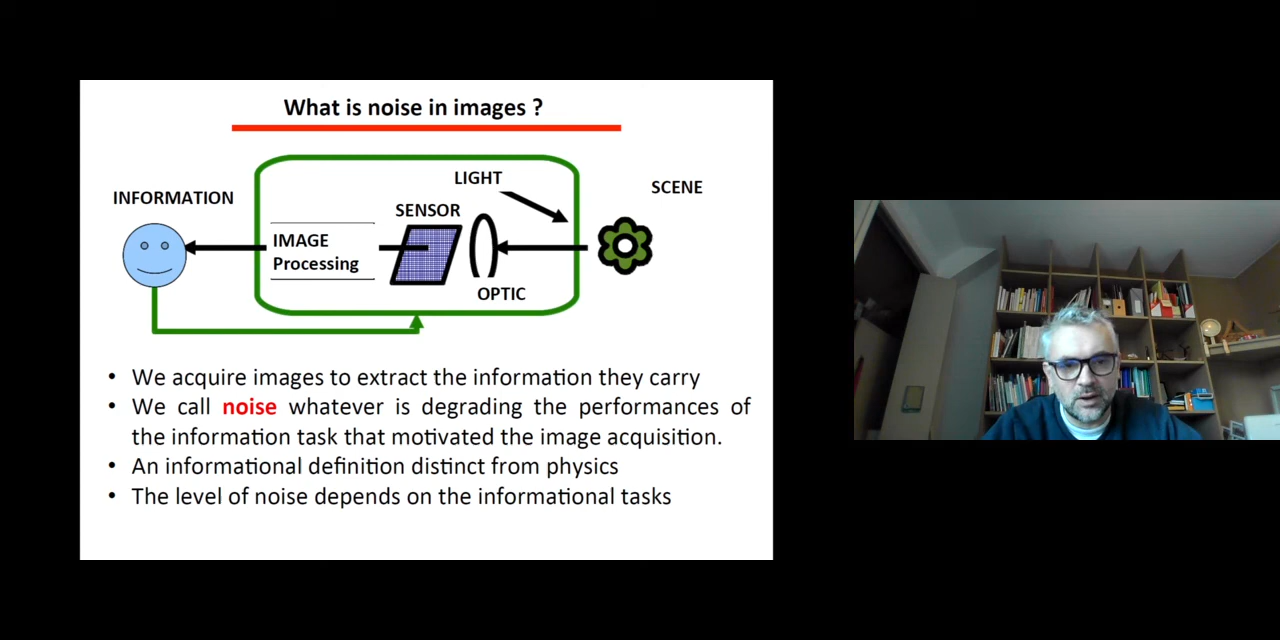 What is noise in images ?
LIGHT
SCENE
INFORMATION
SENSOR
IMAGE
Processing
OPTIC
• We acquire images to extract the information they carry
• We call noise whatever is degrading the performances of
the information task that motivated the image acquisition.
• An informational definition distinct from physics
• The level of noise depends on the informational tasks